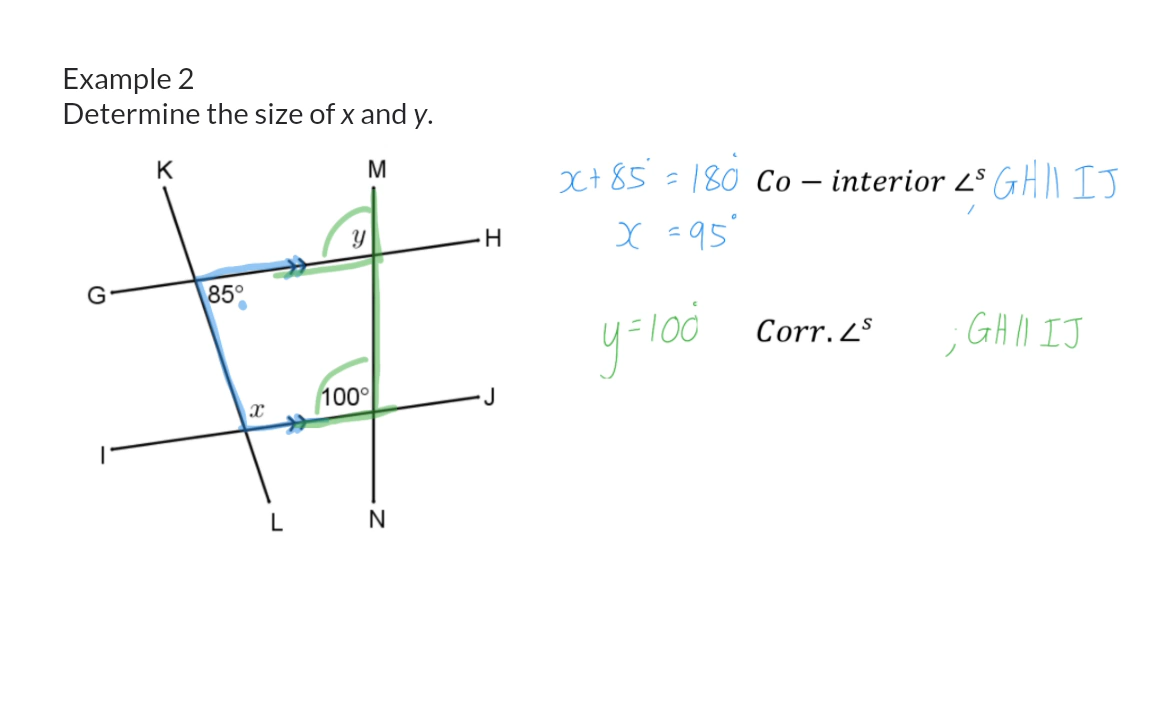 Example 2
Determine the size of x and y.
K
M
x + 85° = 180° Co – interior ∠s, GH || IJ
x = 95°
y
H
G
85°
y = 100° Corr. ∠s ; GH || IJ
100°
J
x
I
L
N